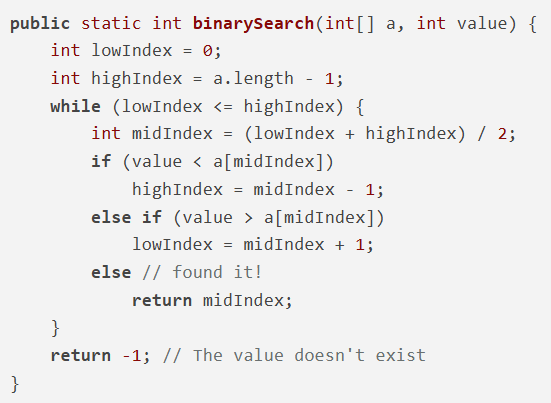 public static int binarySearch(int[] a, int value) {
    int lowIndex = 0;
    int highIndex = a.length - 1;
    while (lowIndex <= highIndex) {
        int midIndex = (lowIndex + highIndex) / 2;
        if (value < a[midIndex])
            highIndex = midIndex - 1;
        else if (value > a[midIndex])
            lowIndex = midIndex + 1;
        else // found it!
            return midIndex;
    }
    return -1; // The value doesn't exist
}